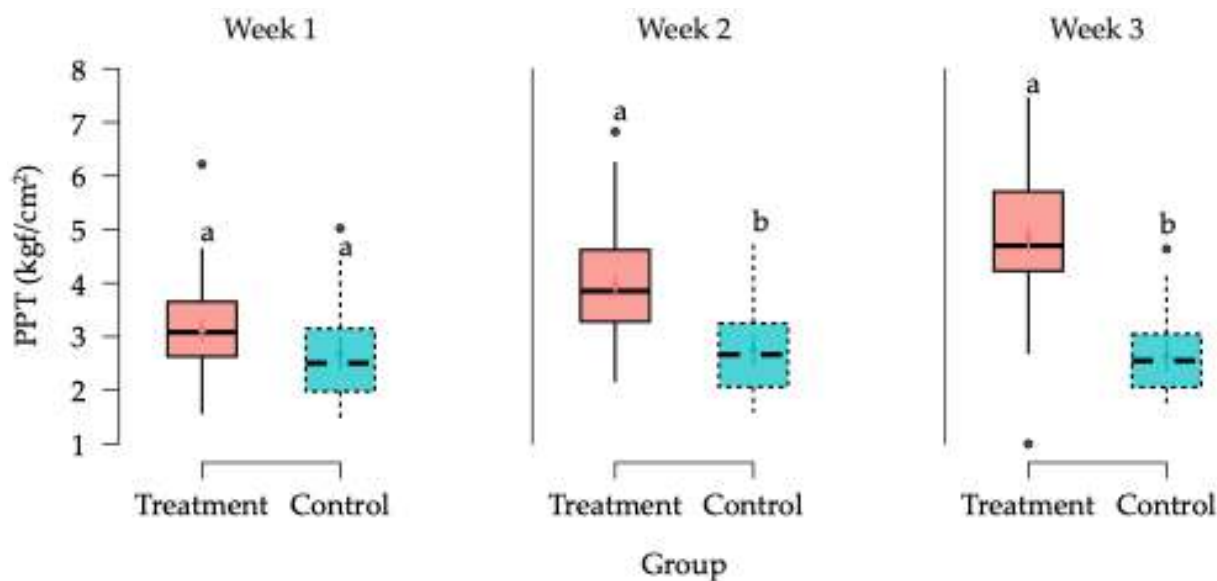 Week 1 Week 2 Week 3
PPT (kgf/cm²)
8
7
6
5
4
3
2
1
a a
a b
a b
Treatment Control Treatment Control Treatment Control
Group